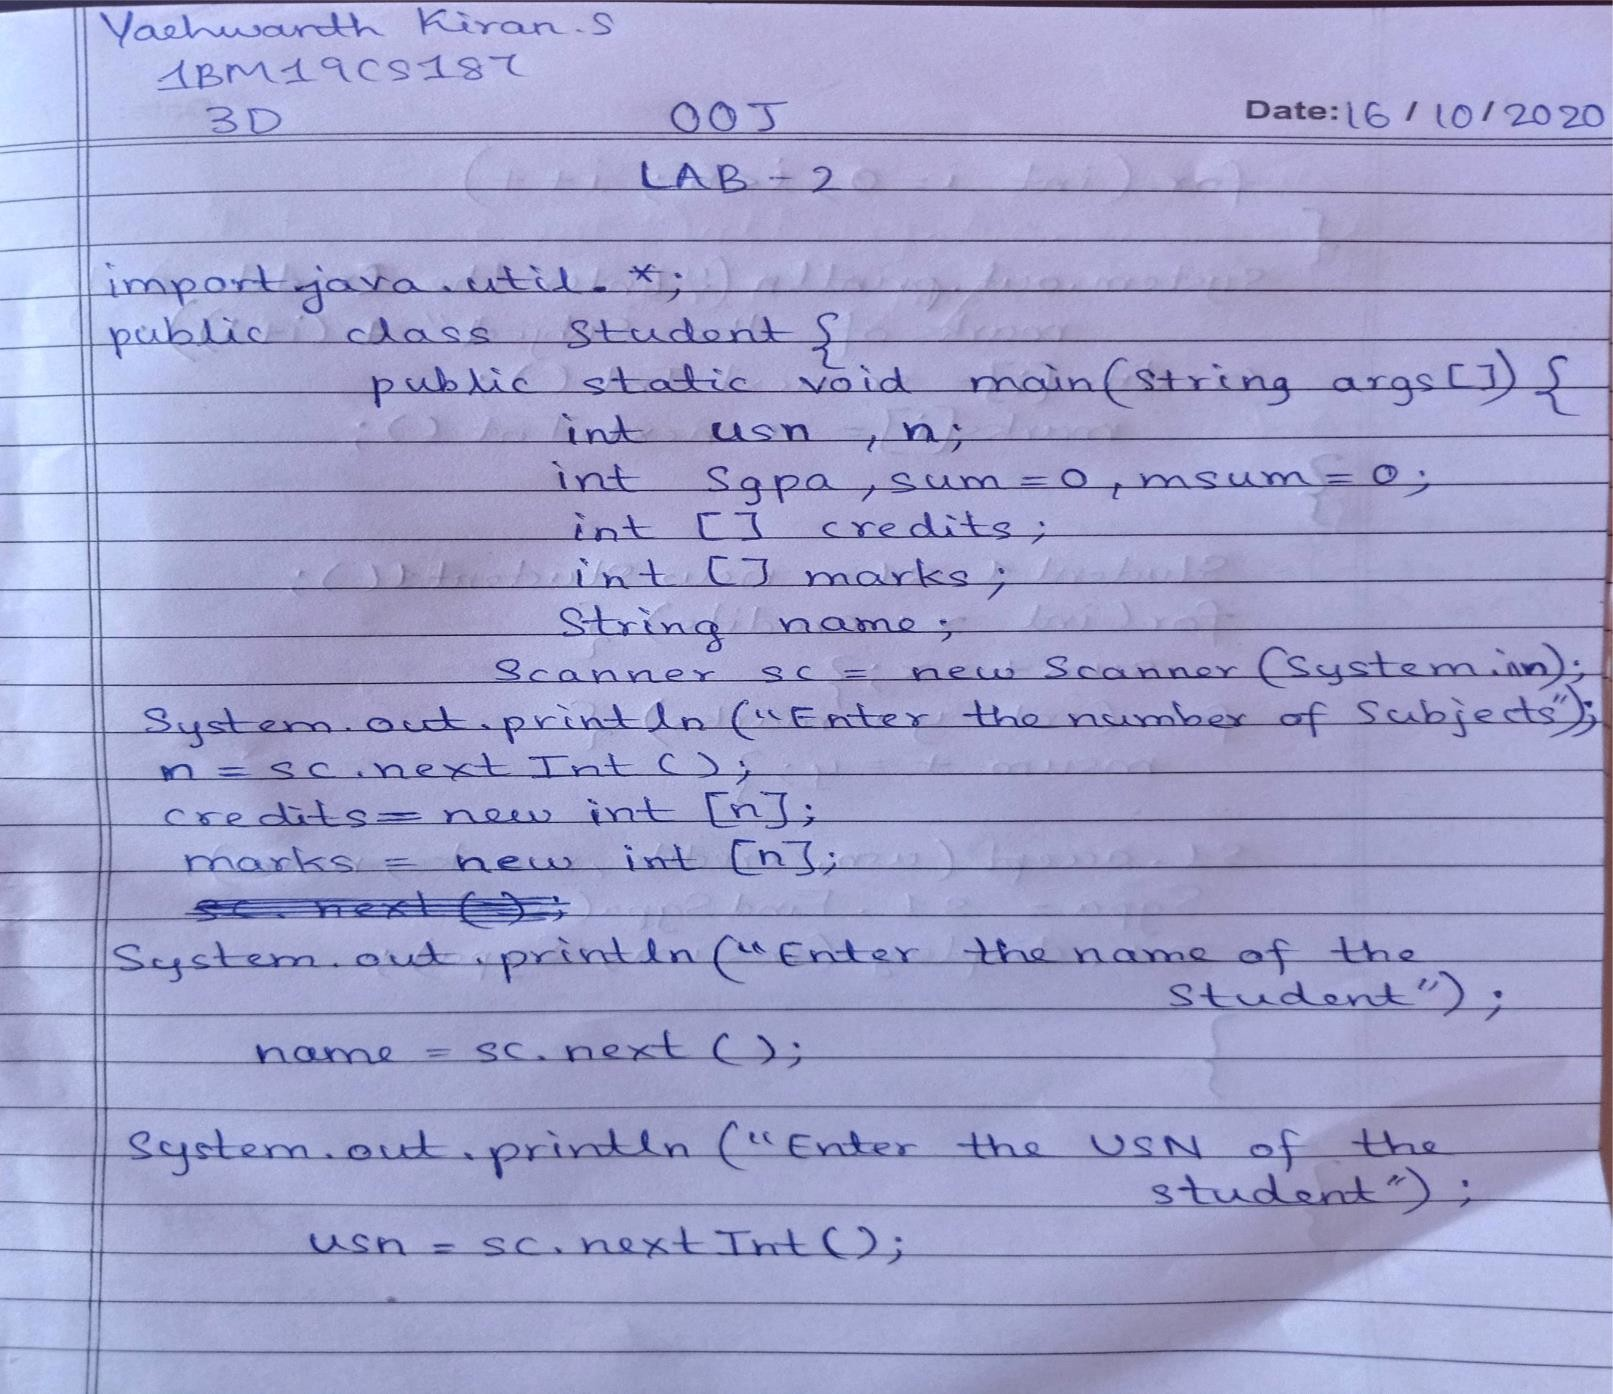 Yashwanth Kiran.S
1BM19CS187
3D OOJ Date: 16/10/2020
LAB - 2
import java.util.*;
public class Student {
public static void main(String args[]) {
int usn, n;
int Sgpa, sum=0, msum=0;
int [] credits;
int [] marks;
String name;
Scanner sc = new Scanner(System.in);
System.out.println("Enter the number of Subjects");
n = sc.nextInt();
credits = new int [n];
marks = new int [n];
sc.next();
System.out.println("Enter the name of the
Student");
name = sc.next();
System.out.println("Enter the USN of the
student");
usn = sc.nextInt();